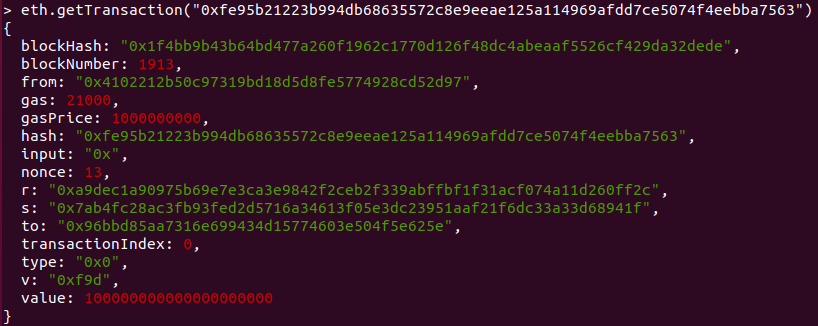 > eth.getTransaction("0xfe95b21223b994db68635572c8e9eeae125a114969afdd7ce5074f4eebba7563")
{
  blockHash: "0x1f4bb9b43b64bd477a260f1962c1770d126f48dc4abeaaf5526cf429da32dede",
  blockNumber: 1913,
  from: "0x4102212b50c97319bd18d5d8fe5774928cd52d97",
  gas: 21000,
  gasPrice: 1000000000,
  hash: "0xfe95b21223b994db68635572c8e9eeae125a114969afdd7ce5074f4eebba7563",
  input: "0x",
  nonce: 13,
  r: "0xa9dec1a90975b69e7e3ca3e9842f2ceb2f339abffbf1f31acf074a11d260ff2c",
  s: "0x7ab4fc28ac3fb93fed2d5716a34613f05e3dc23951aaf21f6dc33a33d68941f",
  to: "0x96bbd85aa7316e699434d15774603e504f5e625e",
  transactionIndex: 0,
  type: "0x0",
  v: "0xf9d",
  value: 100000000000000000000
}